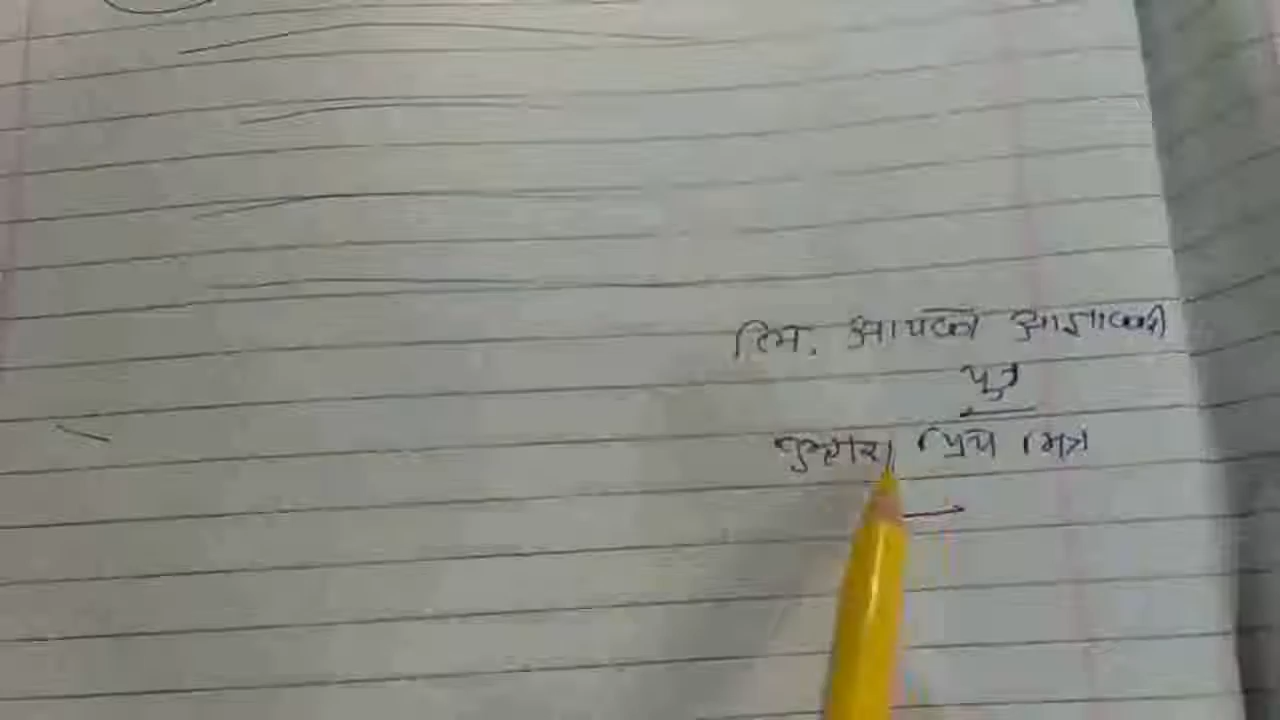 आपका आज्ञाकारी
पुत्र
तुम्हारा प्रिय मित्र